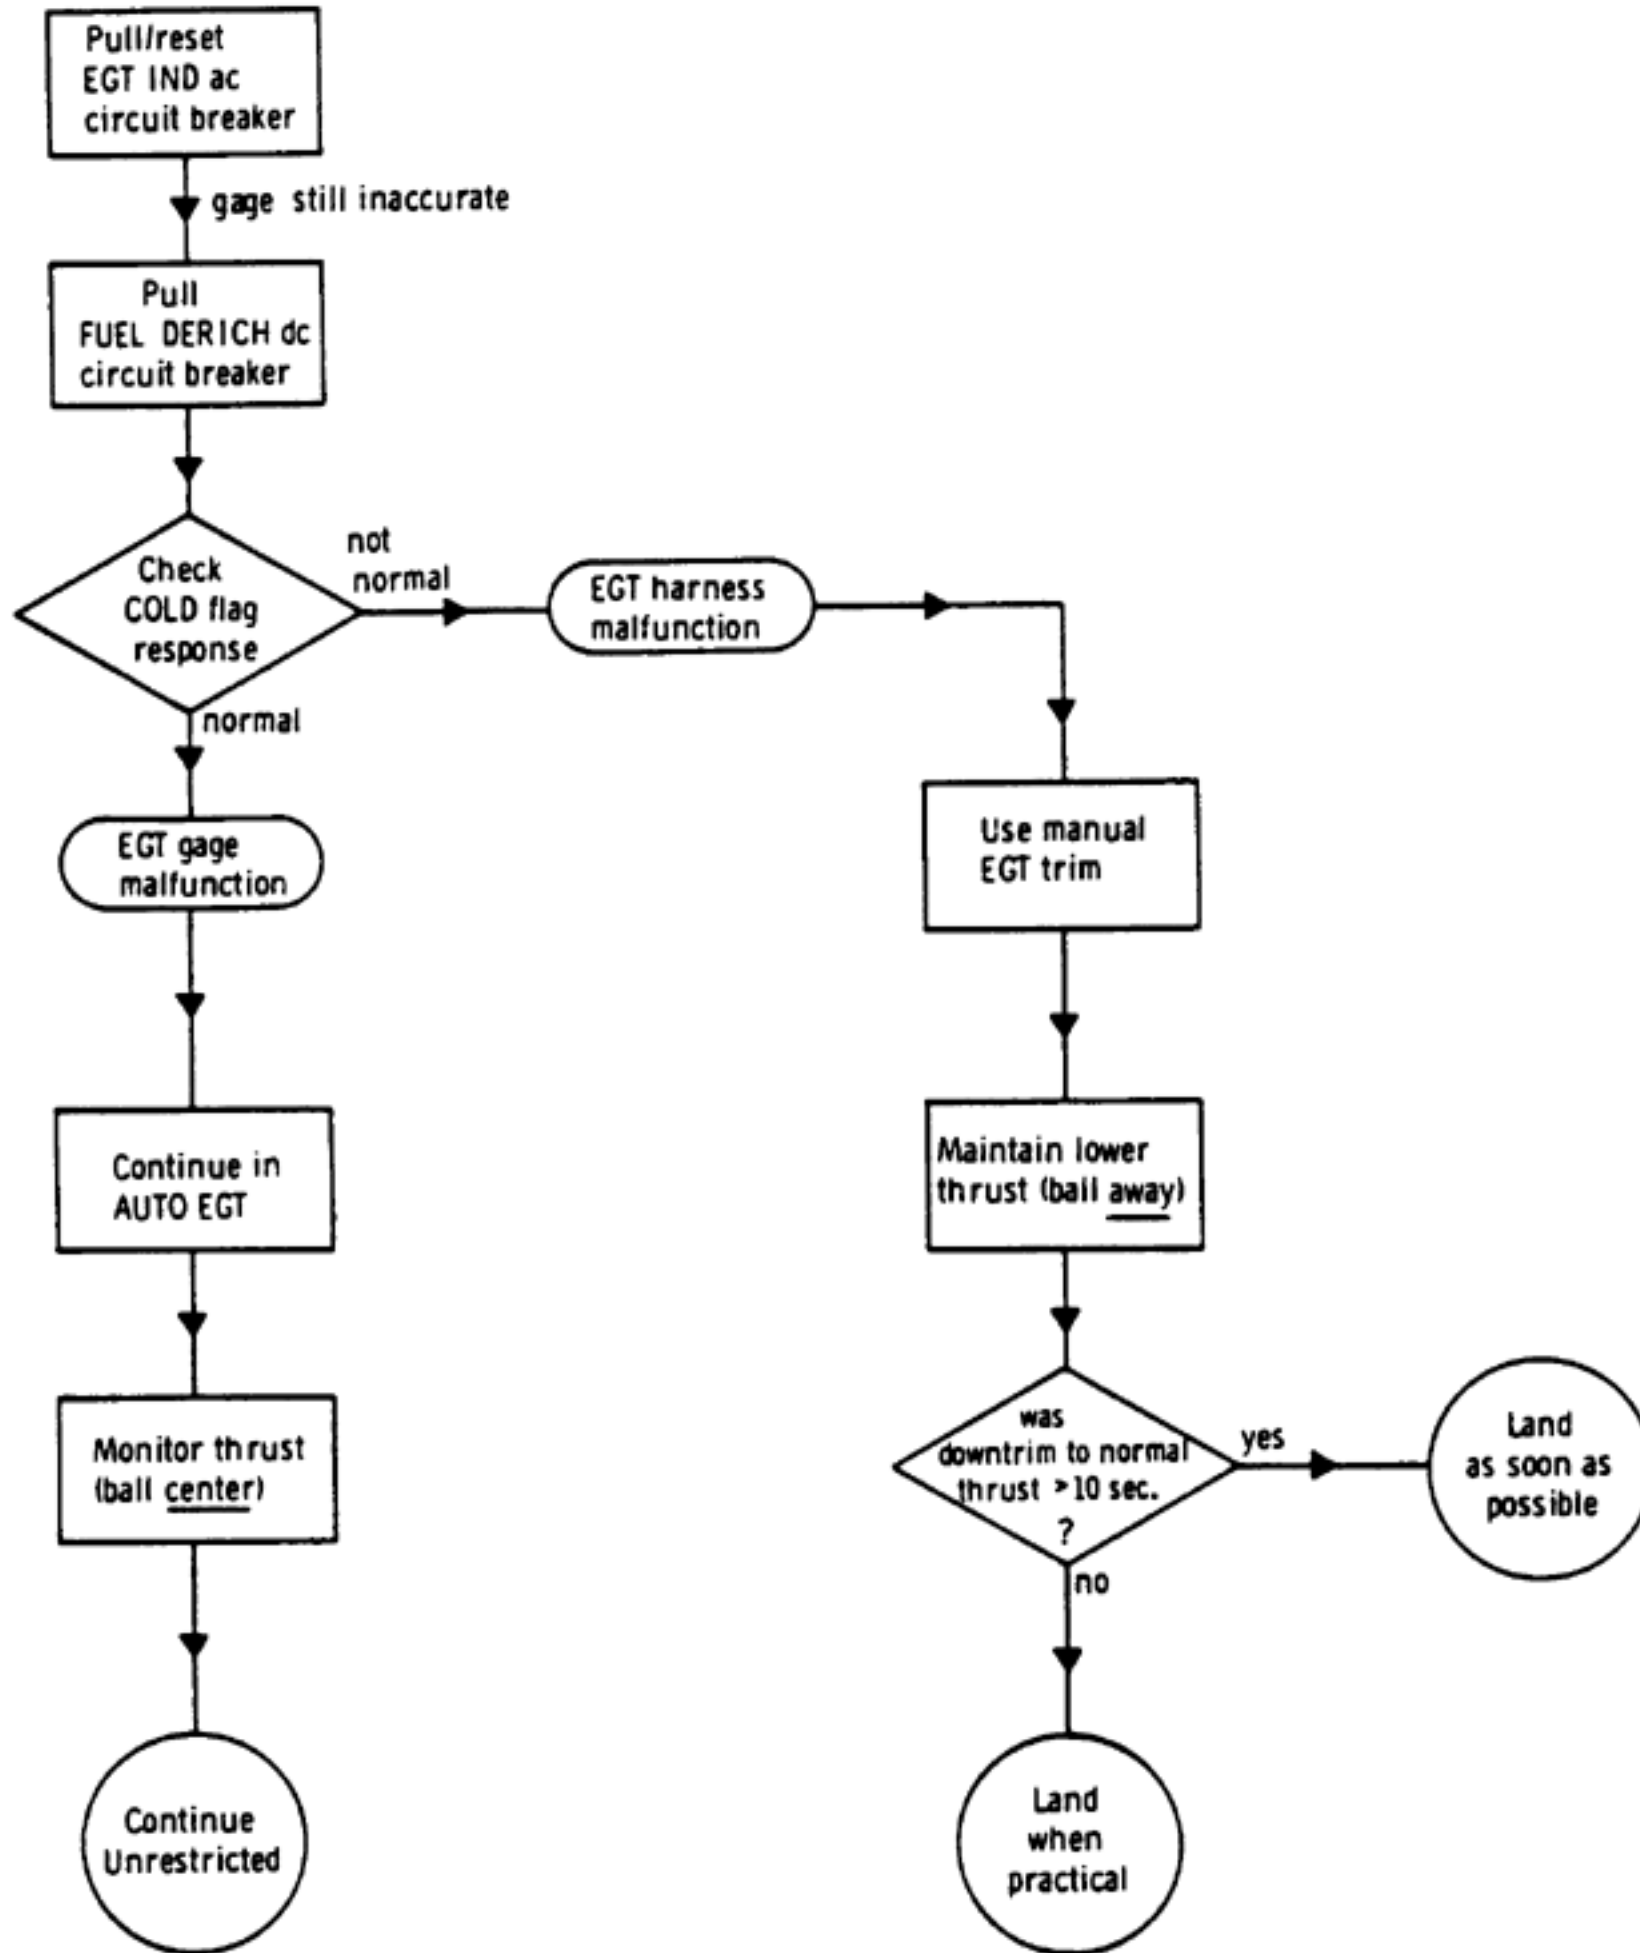 Pull/reset
EGT IND ac
circuit breaker
gage still inaccurate
Pull
FUEL DERICH dc
circuit breaker
Check
COLD flag
response
not
normal
EGT harness
malfunction
normal
EGT gage
malfunction
Continue in
AUTO EGT
Monitor thrust
(ball center)
Continue
Unrestricted
Use manual
EGT trim
Maintain lower
thrust (ball away)
was
downtrim to normal
thrust >10 sec.
?
yes
Land
as soon as
possible
no
Land
when
practical